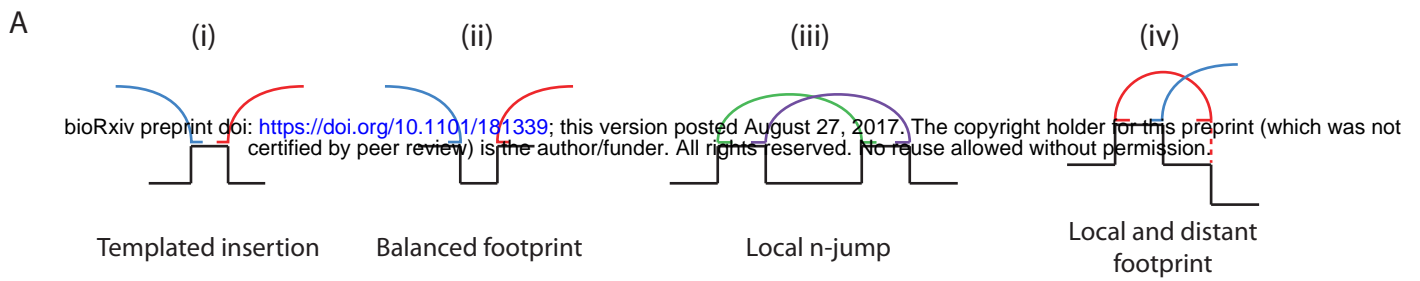 A
(i) (ii) (iii) (iv)
bioRxiv preprint doi: https://doi.org/10.1101/181339; this version posted August 27, 2017. The copyright holder for this preprint (which was not
certified by peer review) is the author/funder. All rights reserved. No reuse allowed without permission.
Templated insertion
Balanced footprint
Local n-jump
Local and distant
footprint